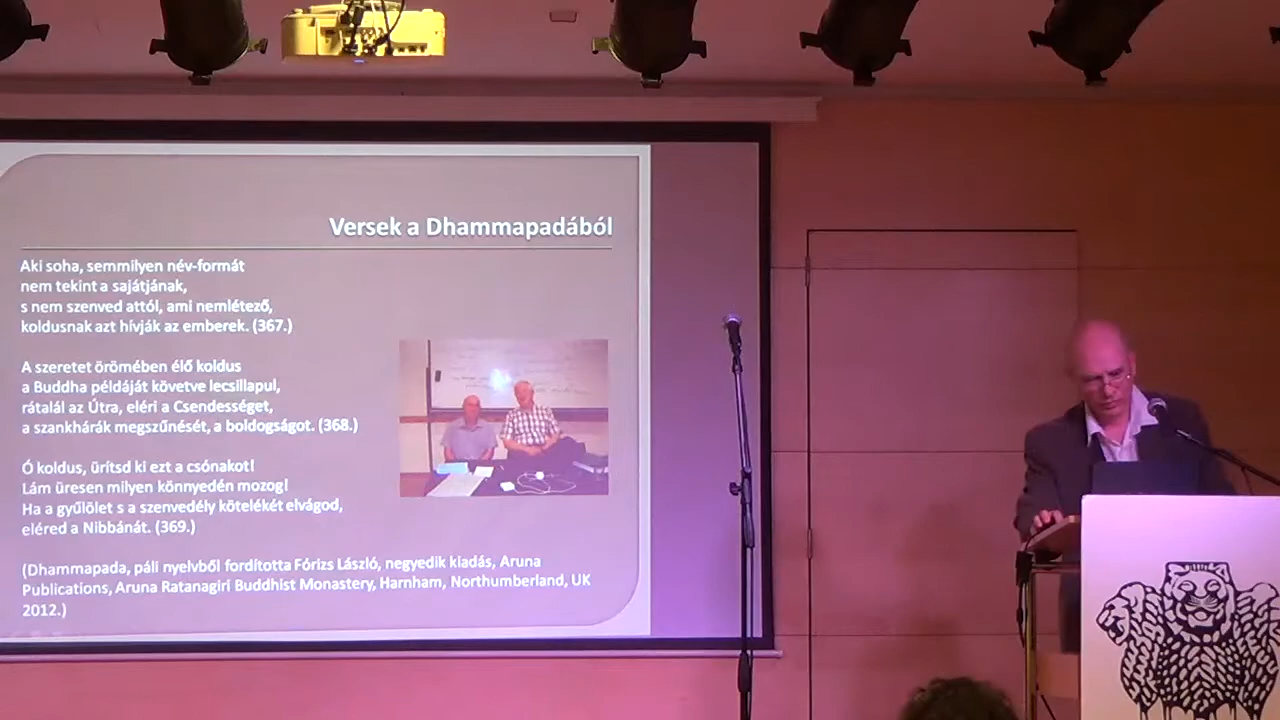 Versek a Dhammapadából
Aki soha, semmilyen név-formát
nem tekint a sajátjának,
s nem szenved attól, ami nemlétező,
koldusnak azt hívják az emberek. (367.)
A szeretet örömében élő koldus
a Buddha példáját követve lecsillapul,
rátalál az Útra, eléri a Csendességet,
a szankhárák megszűnését, a boldogságot. (368.)
Ó koldus, ürítsd ki ezt a csónakot!
Lám üresen milyen könnyedén mozog!
Ha a gyűlölet s a szenvedély kötelékét elvágod,
eléred a Nibbánát. (369.)
(Dhammapada, páli nyelvből fordította Fórizs László, negyedik kiadás, Aruna
Publications, Aruna Ratanagiri Buddhist Monastery, Harnham, Northumberland, UK
2012.)